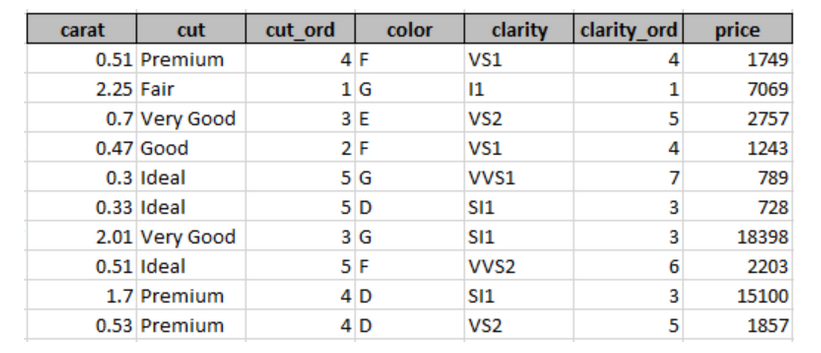 carat cut cut_ord color clarity clarity_ord price
0.51 Premium 4 F VS1 4 1749
2.25 Fair 1 G I1 1 7069
0.7 Very Good 3 E VS2 5 2757
0.47 Good 2 F VS1 4 1243
0.3 Ideal 5 G VVS1 7 789
0.33 Ideal 5 D SI1 3 728
2.01 Very Good 3 G SI1 3 18398
0.51 Ideal 5 F VVS2 6 2203
1.7 Premium 4 D SI1 3 15100
0.53 Premium 4 D VS2 5 1857